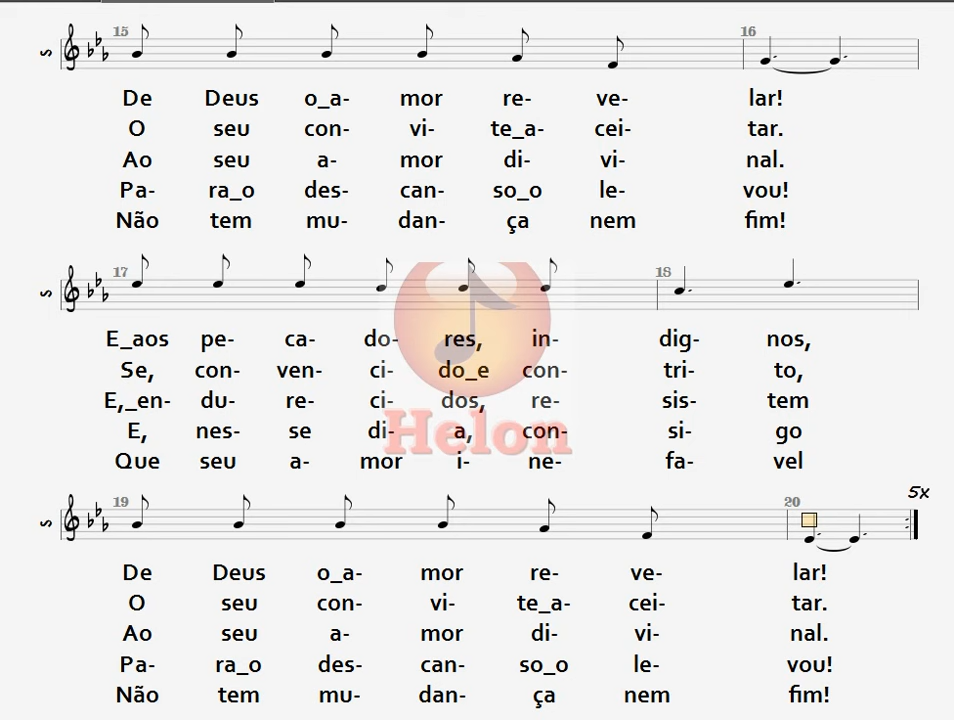 15 16
S
De Deus o_a- mor re- ve- lar!
O seu con- vi- te_a- cei- tar.
Ao seu a- mor di- vi- nal.
Pa- ra_o des- can- so_o le- vou!
Não tem mu- dan- ça nem fim!
17 18
S
E_aos pe- ca- do- res, in- dig- nos,
Se, con- ven- ci- do_e con- tri- to,
E,_en- du- re- ci- dos, re- sis- tem
E, nes- se di- a, con- si- go
Que seu a- mor i- ne- fa- vel
Helon
19 20 5x
S
De Deus o_a- mor re- ve- lar!
O seu con- vi- te_a- cei- tar.
Ao seu a- mor di- vi- nal.
Pa- ra_o des- can- so_o le- vou!
Não tem mu- dan- ça nem fim!